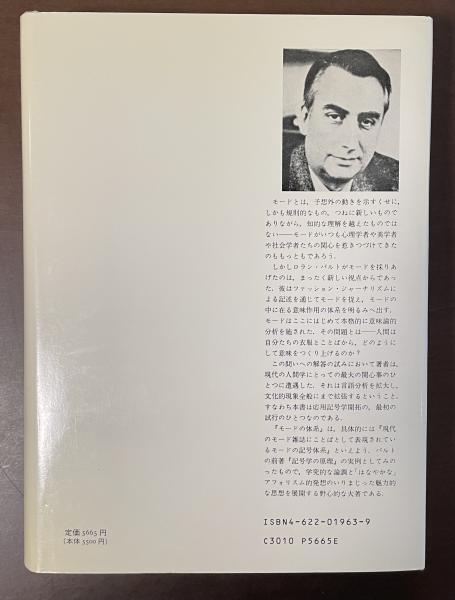 モードとは，予想外の動きを示すくせに，
しかも規則的なもの，つねに新しいもので
ありながら，知的な理解を越えたものでは
ない——モードがいつも心理学者や美学者
や社会学者たちの関心を惹きつづけてきた
のももっともであろう．
しかしロラン・バルトがモードを採りあ
げたのは，まったく新しい視点からであっ
た．彼はファッション・ジャーナリズムに
よる記述を通じてモードを捉え，モードの
中に在る意味作用の体系を明るみへ出す．
モードはここにはじめて本格的に意味論的
分析を施された．その問題とは——人間は
自分たちの衣服とことばから，どのように
して意味をつくり上げるのか？
この問いへの解答の試みにおいて著者は，
現代の人間学にとっての最大の関心事のひ
とつに遭遇した．それは言語分析を拡大し，
文化的現象全般にまで拡張するということ，
すなわち本書は応用記号学開拓の，最初の
試行のひとつなのである．
『モードの体系』は，具体的には『現代
のモード雑誌にことばとして表現されてい
るモードの記号体系』といえよう．バルト
の前著『記号学の原理』の実例としてみの
ったもので，学究的な論調と「はなやかな」
アフォリスム的発想のいりまじった魅力的
な思想を展開する野心的な大著である．
ISBN4-622-01963-9
C3010 P5665E
定価 5665 円
（本体 5500 円）